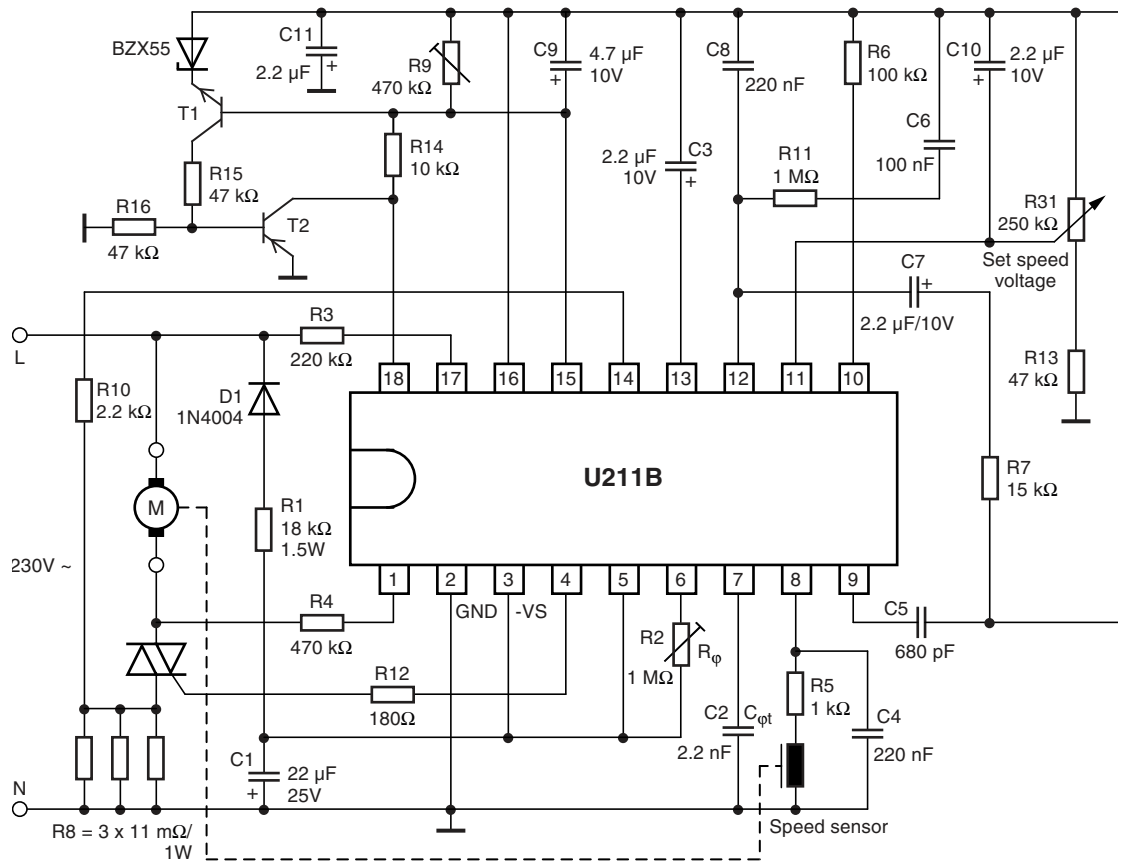 BZX55
C11
2.2 μF
+
R9
470 kΩ
C9
4.7 μF
10V
+
C8
220 nF
R6
100 kΩ
C10
2.2 μF
10V
+
T1
R14
10 kΩ
2.2 μF
10V
C3
+
R11
1 MΩ
C6
100 nF
R15
47 kΩ
R16
47 kΩ
T2
R31
250 kΩ
Set speed
voltage
C7
+
2.2 μF/10V
L
R3
220 kΩ
R10
2.2 kΩ
D1
1N4004
18
17
16
15
14
13
12
11
10
R13
47 kΩ
M
R1
18 kΩ
1.5W
U211B
R7
15 kΩ
230V ~
1
2
3
4
5
6
7
8
9
GND
-VS
R4
470 kΩ
C5
680 pF
R2
1 MΩ
Rφ
R12
180Ω
R5
1 kΩ
C2
Cφt
2.2 nF
C4
220 nF
C1
22 μF
25V
+
N
R8 = 3 x 11 mΩ/
1W
Speed sensor